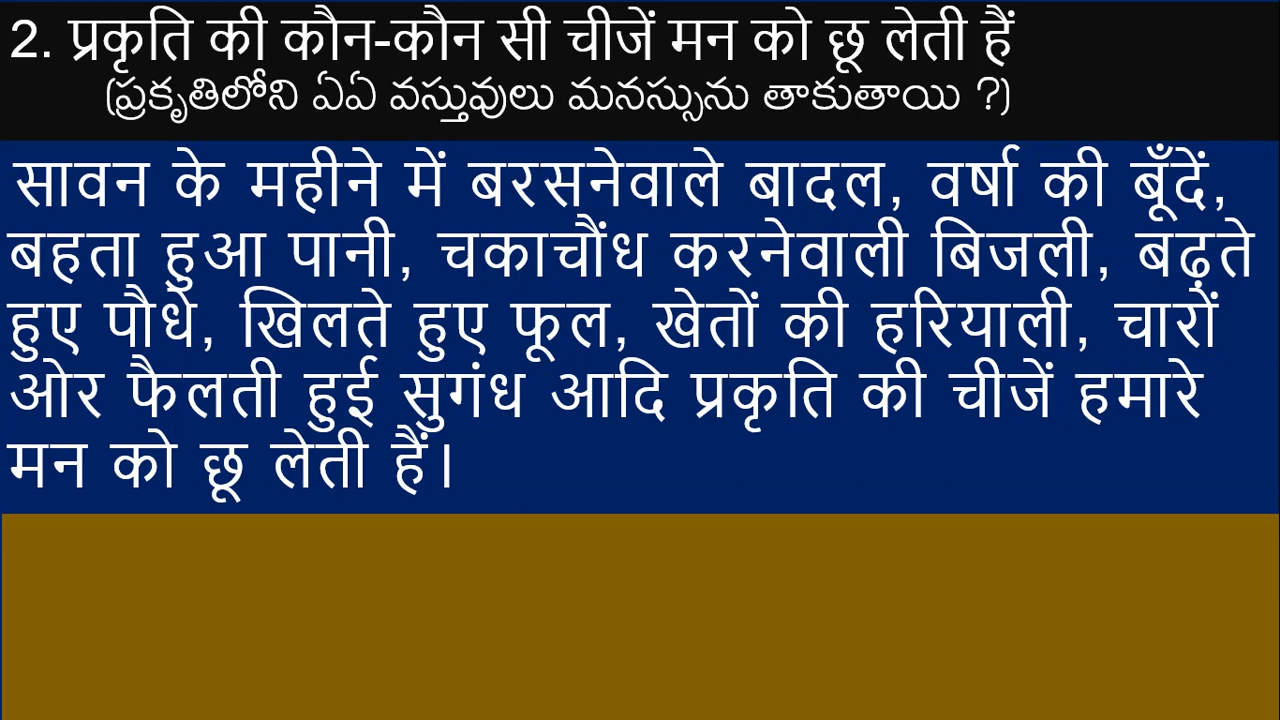 2. प्रकृति की कौन-कौन सी चीजें मन को छू लेती हैं
(ప్రకృతిలోని ఏఏ వస్తువులు మనస్సును తాకుతాయి ?)
सावन के महीने में बरसनेवाले बादल, वर्षा की बूँदें,
बहता हुआ पानी, चकाचौंध करनेवाली बिजली, बढ़ते
हुए पौधे, खिलते हुए फूल, खेतों की हरियाली, चारों
ओर फैलती हुई सुगंध आदि प्रकृति की चीजें हमारे
मन को छू लेती हैं।